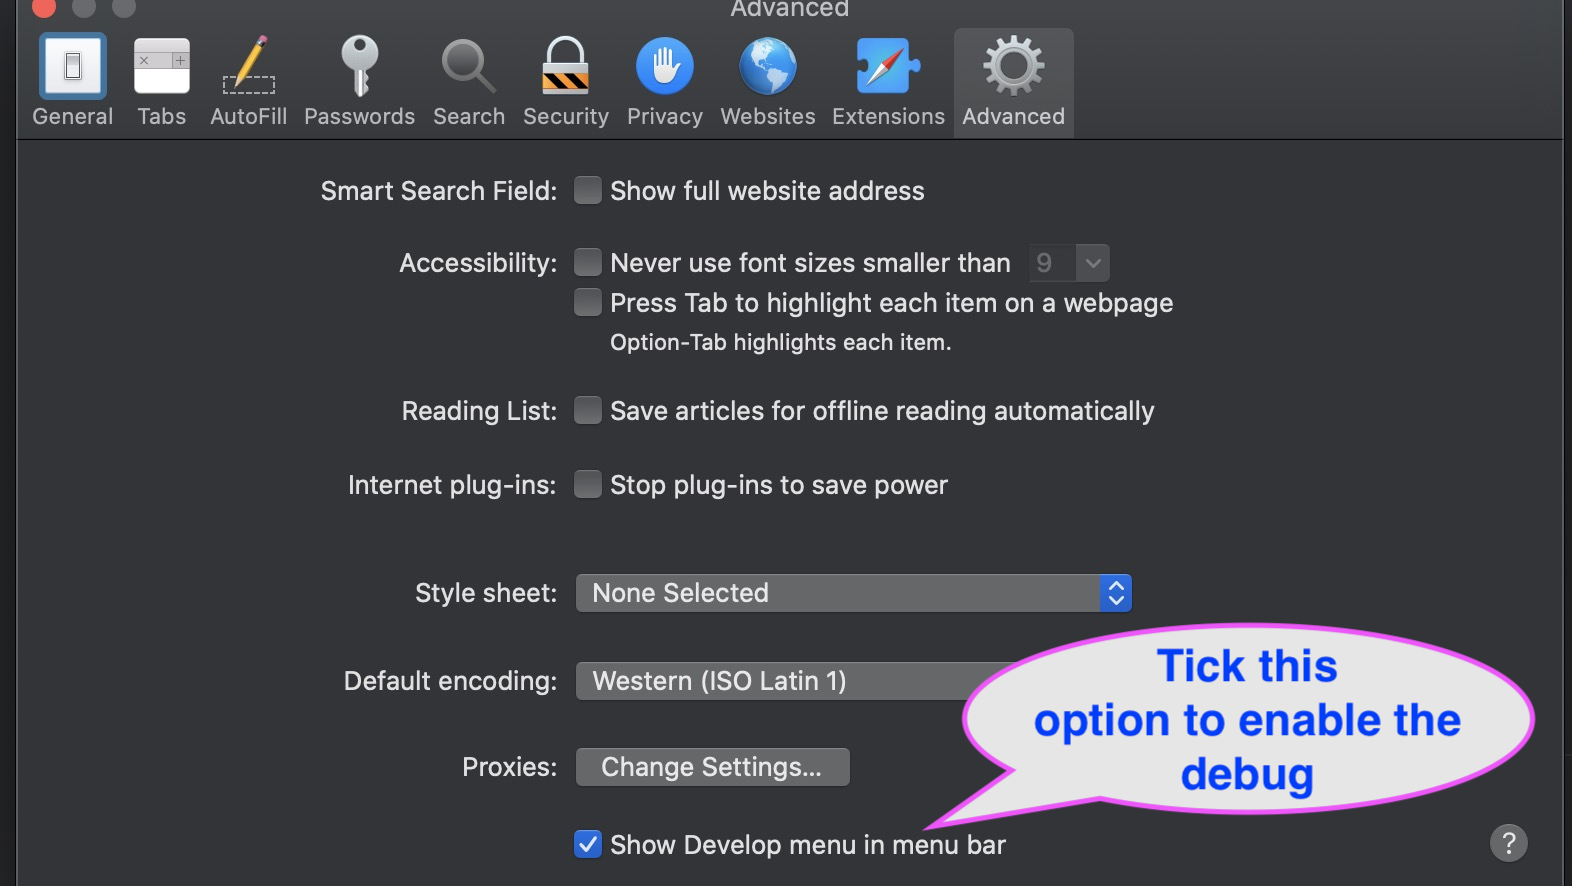 Advanced
General Tabs AutoFill Passwords Search Security Privacy Websites Extensions Advanced
Smart Search Field: Show full website address
Accessibility: Never use font sizes smaller than 9
Press Tab to highlight each item on a webpage
Option-Tab highlights each item.
Reading List: Save articles for offline reading automatically
Internet plug-ins: Stop plug-ins to save power
Style sheet: None Selected
Default encoding: Western (ISO Latin 1)
Tick this
option to enable the
debug
Proxies: Change Settings...
Show Develop menu in menu bar
?